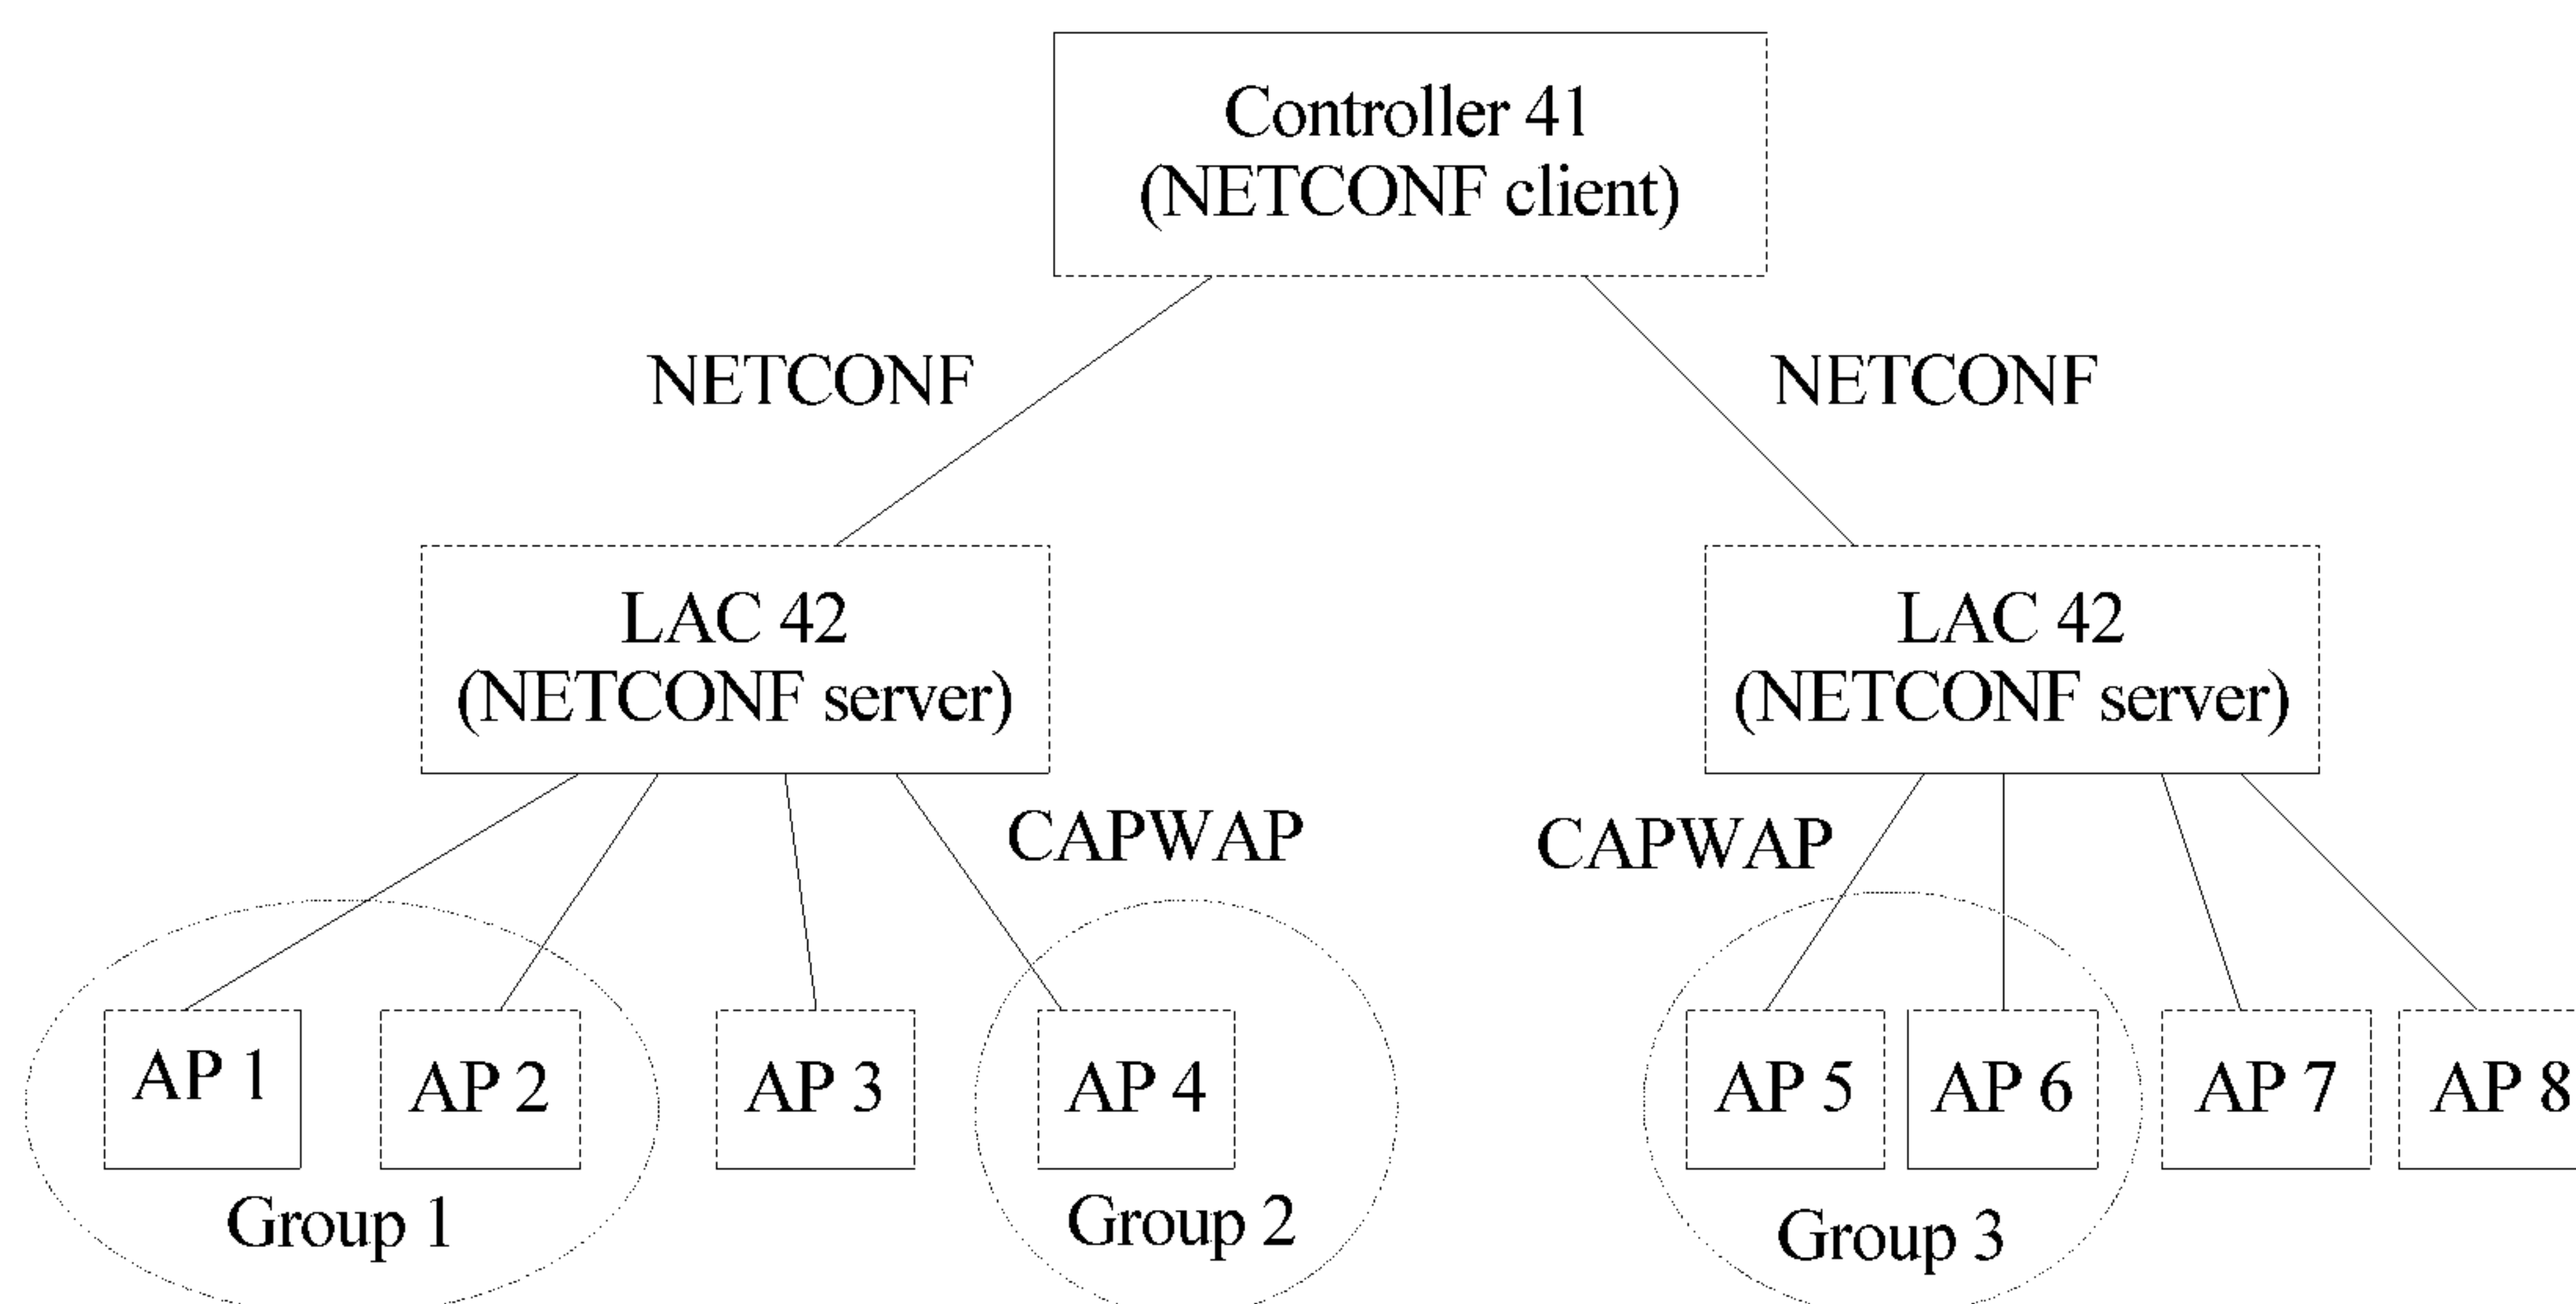 Controller 41
(NETCONF client)
NETCONF
NETCONF
LAC 42
(NETCONF server)
LAC 42
(NETCONF server)
CAPWAP
CAPWAP
AP 1
AP 2
AP 3
AP 4
AP 5
AP 6
AP 7
AP 8
Group 1
Group 2
Group 3